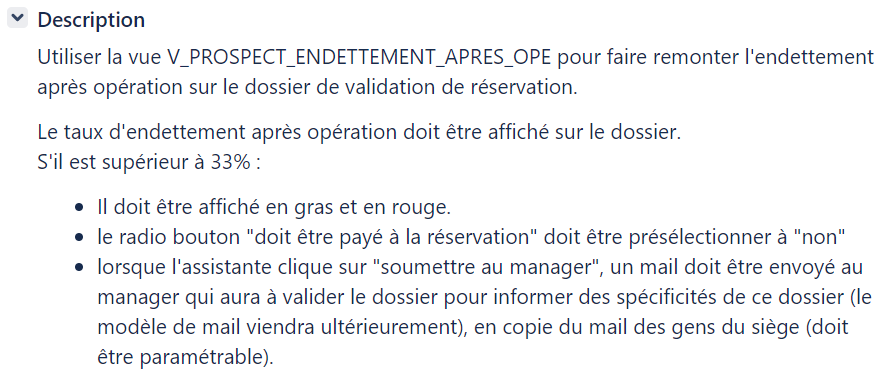 Description
Utiliser la vue V_PROSPECT_ENDETTEMENT_APRES_OPE pour faire remonter l'endettement
après opération sur le dossier de validation de réservation.
Le taux d'endettement après opération doit être affiché sur le dossier.
S'il est supérieur à 33% :
• Il doit être affiché en gras et en rouge.
• le radio bouton "doit être payé à la réservation" doit être présélectionner à "non"
• lorsque l'assistante clique sur "soumettre au manager", un mail doit être envoyé au
manager qui aura à valider le dossier pour informer des spécificités de ce dossier (le
modèle de mail viendra ultérieurement), en copie du mail des gens du siège (doit
être paramétrable).